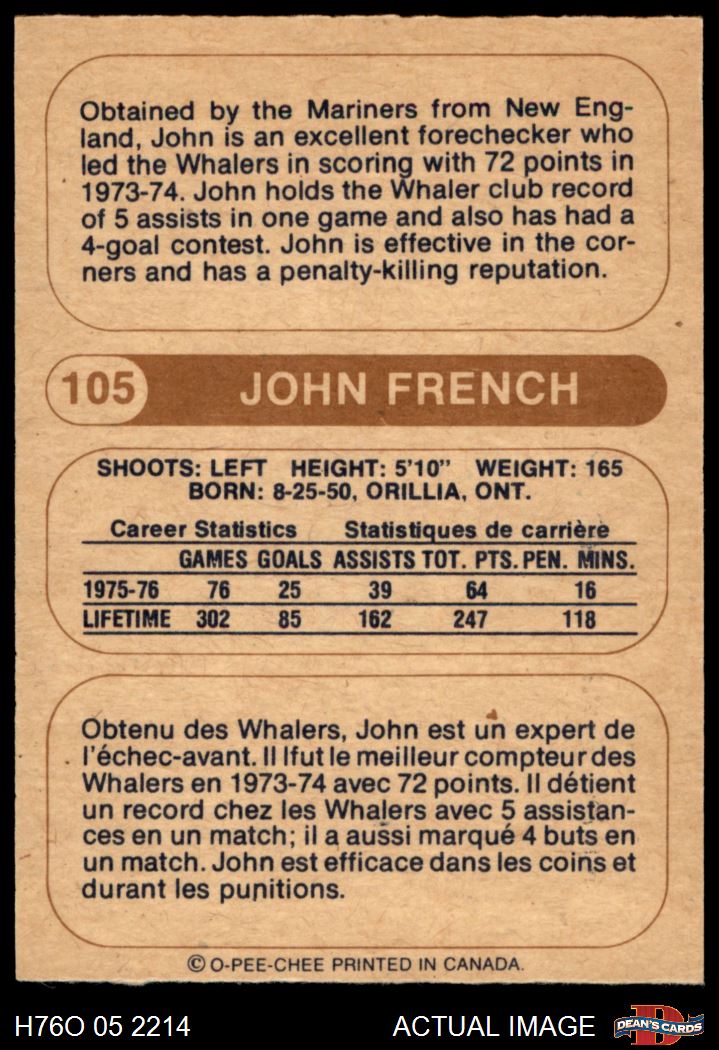 Obtained by the Mariners from New Eng-
land, John is an excellent forechecker who
led the Whalers in scoring with 72 points in
1973-74. John holds the Whaler club record
of 5 assists in one game and also has had a
4-goal contest. John is effective in the cor-
ners and has a penalty-killing reputation.
105 JOHN FRENCH
SHOOTS: LEFT HEIGHT: 5'10" WEIGHT: 165
BORN: 8-25-50, ORILLIA, ONT.
Career Statistics Statistiques de carrière
GAMES GOALS ASSISTS TOT. PTS. PEN. MINS.
1975-76 76 25 39 64 16
LIFETIME 302 85 162 247 118
Obtenu des Whalers, John est un expert de
l'échec-avant. Il lfut le meilleur compteur des
Whalers en 1973-74 avec 72 points. Il détient
un record chez les Whalers avec 5 assistan-
ces en un match; il a aussi marqué 4 buts en
un match. John est efficace dans les coins et
durant les punitions.
© O-PEE-CHEE PRINTED IN CANADA.
H76O 05 2214 ACTUAL IMAGE D DEAN'S CARDS